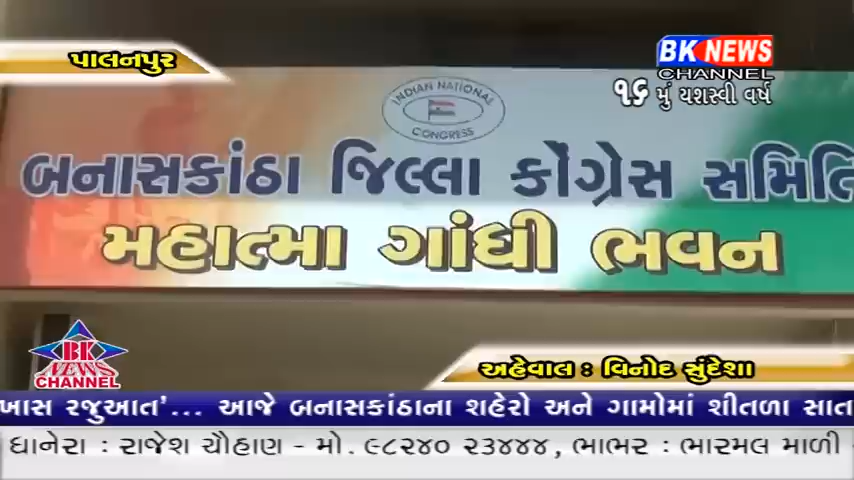 પાલનપુર
BK NEWS
CHANNEL
૧૬ મું યશસ્વી વર્ષ
INDIAN NATIONAL
CONGRESS
બનાસકાંઠા જિલ્લા કોંગ્રેસ સમિતિ
મહાત્મા ગાંધી ભવન
BK
NEWS
CHANNEL
અહેવાલ : વિનોદ સુંદેશા
ખાસ રજુઆત'... આજે બનાસકાંઠાના શહેરો અને ગામોમાં શીતળા સાત
ધાનેરા : રાજેશ ચૌહાણ - મો. ૯૮૨૪૦ ૨૩૪૪૪, ભાભર : ભારમલ માળી